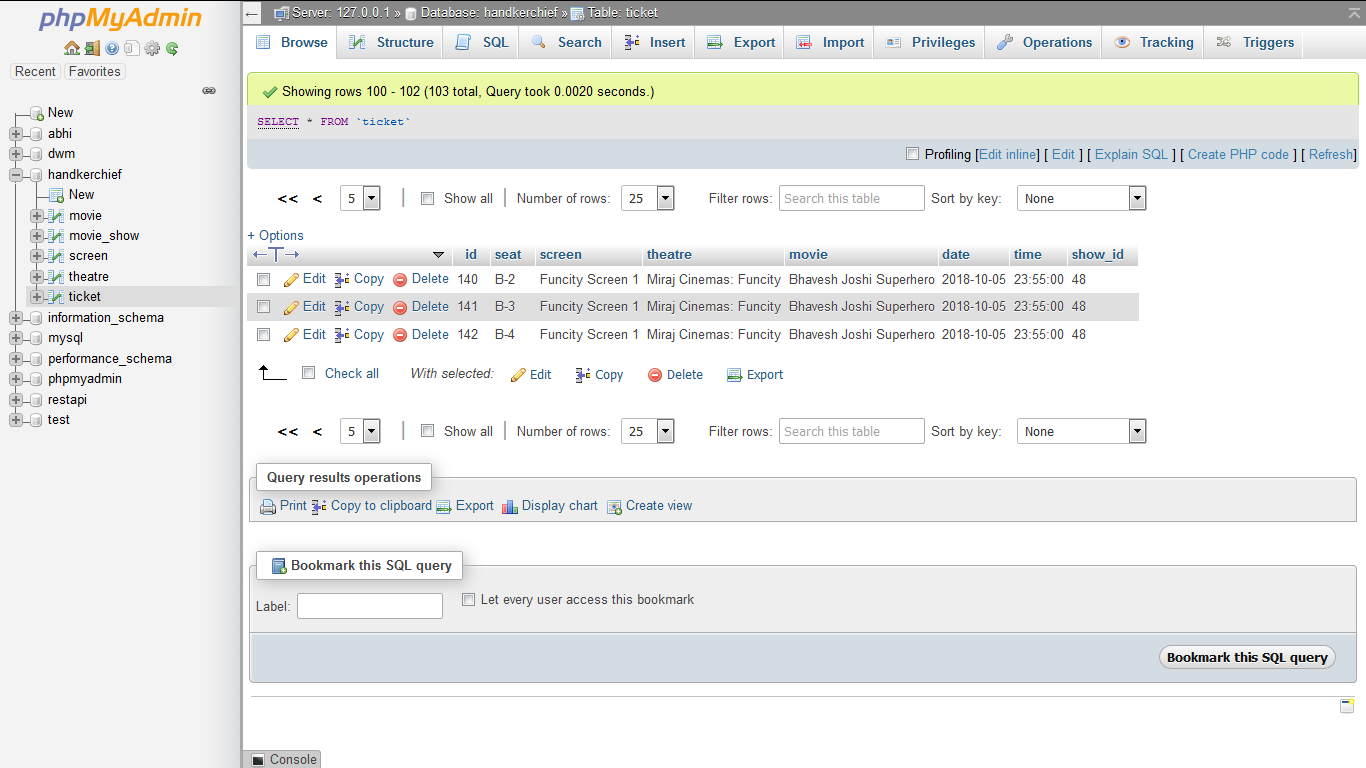 phpMyAdmin
Recent Favorites
New
abhi
dwm
handkerchief
New
movie
movie_show
screen
theatre
ticket
information_schema
mysql
performance_schema
phpmyadmin
restapi
test
Server: 127.0.0.1 » Database: handkerchief » Table: ticket
Browse Structure SQL Search Insert Export Import Privileges Operations Tracking Triggers
Showing rows 100 - 102 (103 total, Query took 0.0020 seconds.)
SELECT * FROM `ticket`
Profiling [Edit inline] [ Edit ] [ Explain SQL ] [ Create PHP code ] [ Refresh]
<< < 5 | Show all | Number of rows: 25 Filter rows: Search this table Sort by key: None
+ Options
←T→ id seat screen theatre movie date time show_id
Edit Copy Delete 140 B-2 Funcity Screen 1 Miraj Cinemas: Funcity Bhavesh Joshi Superhero 2018-10-05 23:55:00 48
Edit Copy Delete 141 B-3 Funcity Screen 1 Miraj Cinemas: Funcity Bhavesh Joshi Superhero 2018-10-05 23:55:00 48
Edit Copy Delete 142 B-4 Funcity Screen 1 Miraj Cinemas: Funcity Bhavesh Joshi Superhero 2018-10-05 23:55:00 48
Check all With selected: Edit Copy Delete Export
<< < 5 | Show all | Number of rows: 25 Filter rows: Search this table Sort by key: None
Query results operations
Print Copy to clipboard Export Display chart Create view
Bookmark this SQL query
Label: Let every user access this bookmark
Bookmark this SQL query
Console